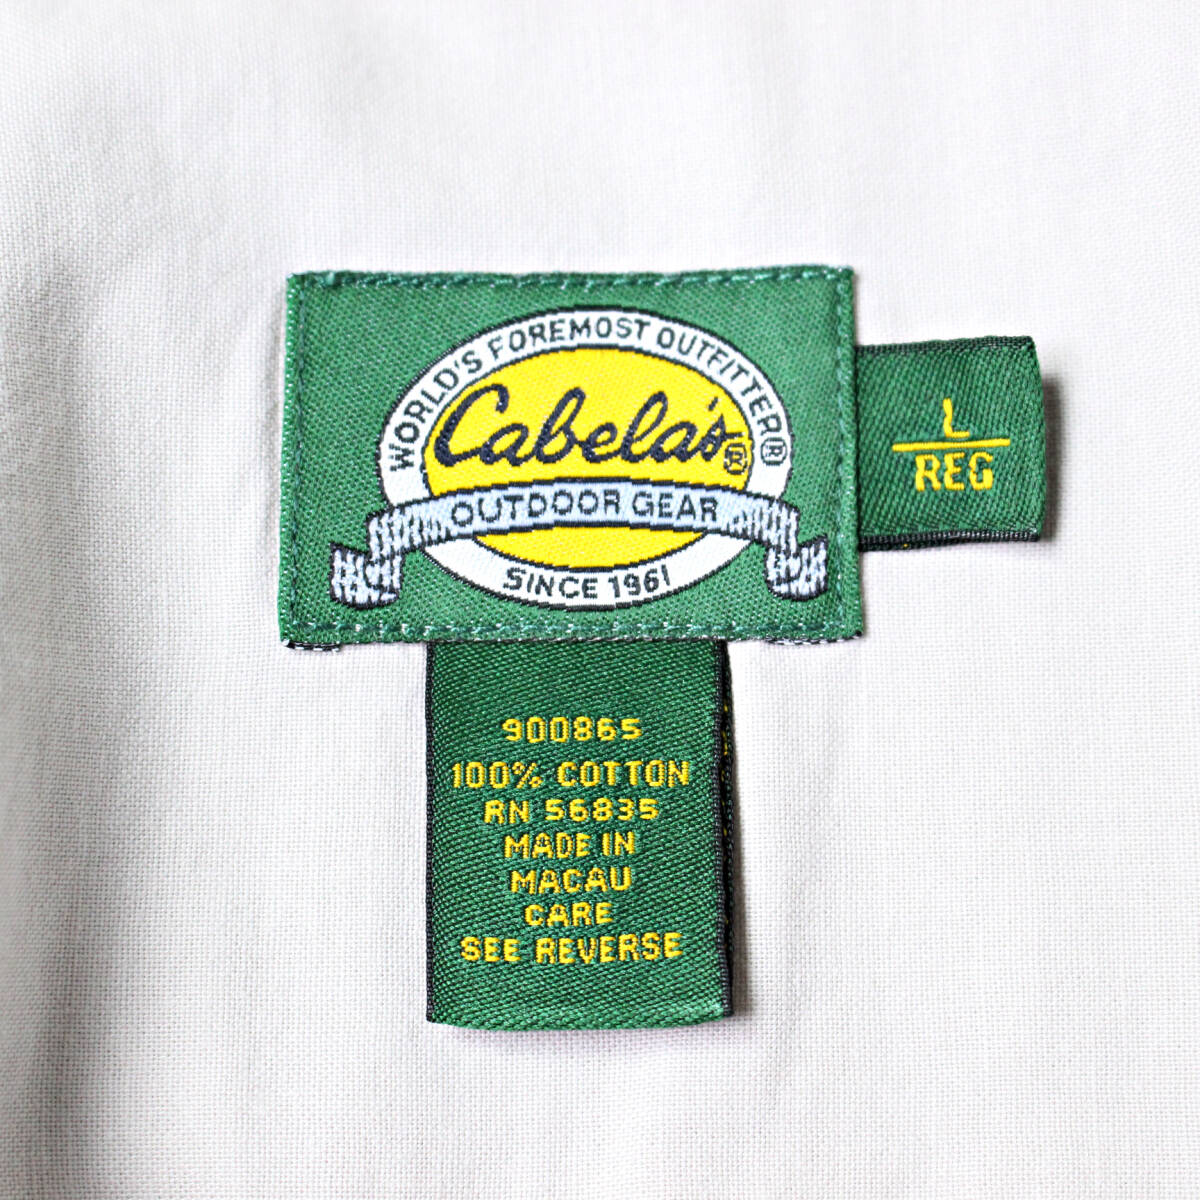 WORLD'S FOREMOST OUTFITTER®
Cabela's®
OUTDOOR GEAR
SINCE 1961
L
REG
900865
100% COTTON
RN 56835
MADE IN
MACAU
CARE
SEE REVERSE